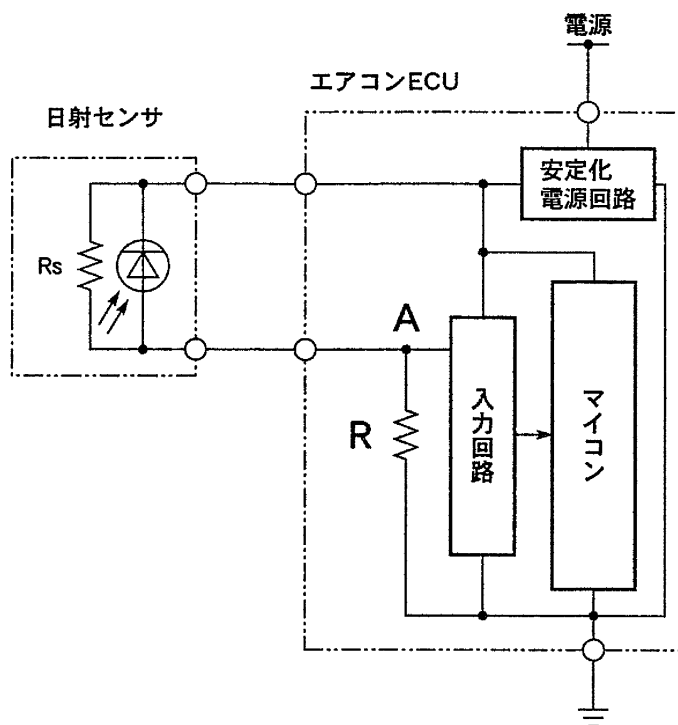 電源
エアコンECU
日射センサ
安定化
電源回路
Rs
A
R
入力回路
マイコン